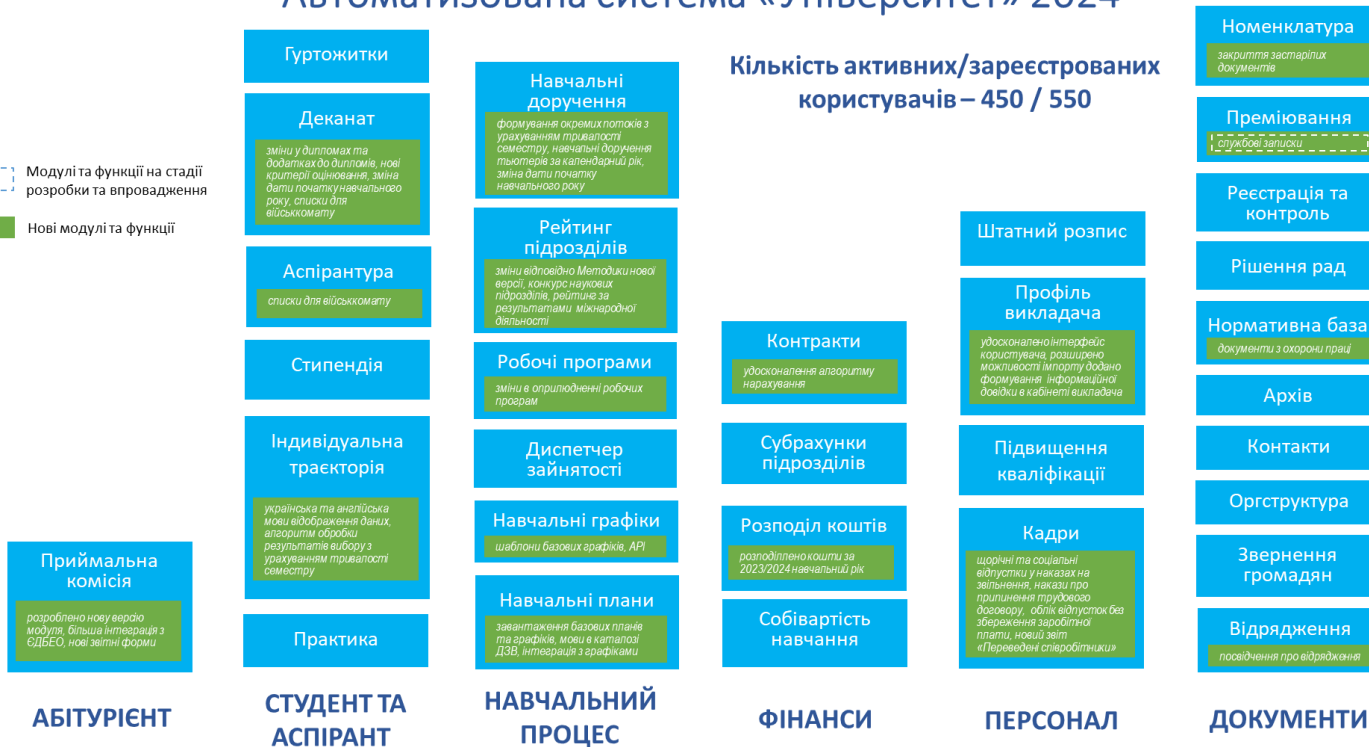 Автоматизована система «Університет» 2024
Кількість активних/зареєстрованих
користувачів – 450 / 550
Модулі та функції на стадії
розробки та впровадження
Нові модулі та функції
Приймальна
комісія
розроблено нову версію
модуля, більша інтеграція з
ЄДБЕО, нові звітні форми
АБІТУРІЄНТ
Гуртожитки
Деканат
зміни у дипломах та
додатках до дипломів, нові
критерії оцінювання, зміна
дати початку навчального
року, списки для
військкомату
Аспірантура
списки для військкомату
Стипендія
Індивідуальна
траєкторія
українська та англійська
мови відображення даних,
алгоритм обробки
результатів вибору з
урахуванням тривалості
семестру
Практика
СТУДЕНТ ТА
АСПІРАНТ
Навчальні
доручення
формування окремих потоків з
урахуванням тривалості
семестру, навчальні доручення
тьюторів за календарний рік,
зміна дати початку
навчального року
Рейтинг
підрозділів
зміни відповідно Методики нової
версії, конкурс наукових
підрозділів, рейтинг за
результатами міжнародної
діяльності
Робочі програми
зміни в оприлюдненні робочих
програм
Диспетчер
зайнятості
Навчальні графіки
шаблони базових графіків, АРІ
Навчальні плани
завантаження базових планів
та графіків, мови в каталозі
ДЗВ, інтеграція з графіками
НАВЧАЛЬНИЙ
ПРОЦЕС
Контракти
удосконалення алгоритму
нарахування
Субрахунки
підрозділів
Розподіл коштів
розподіллено кошти за
2023/2024 навчальний рік
Собівартість
навчання
ФІНАНСИ
Штатний розпис
Профіль
викладача
удосконалено інтерфейс
користувача, розширено
можливості імпорту додано
формування інформаційної
довідки в кабінеті викладача
Підвищення
кваліфікації
Кадри
щорічні та соціальні
відпустки у наказах на
звільнення, накази про
припинення трудового
договору, облік відпусток без
збереження заробітної
плати, новий звіт
«Переведені співробітники»
ПЕРСОНАЛ
Номенклатура
закриття застарілих
документів
Преміювання
службові записки
Реєстрація та
контроль
Рішення рад
Нормативна база
документи з охорони праці
Архів
Контакти
Оргструктура
Звернення
громадян
Відрядження
посвідчення про відрядження
ДОКУМЕНТИ